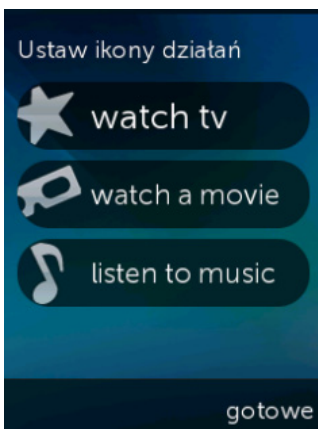 Ustaw ikony działań
watch tv
watch a movie
listen to music
gotowe